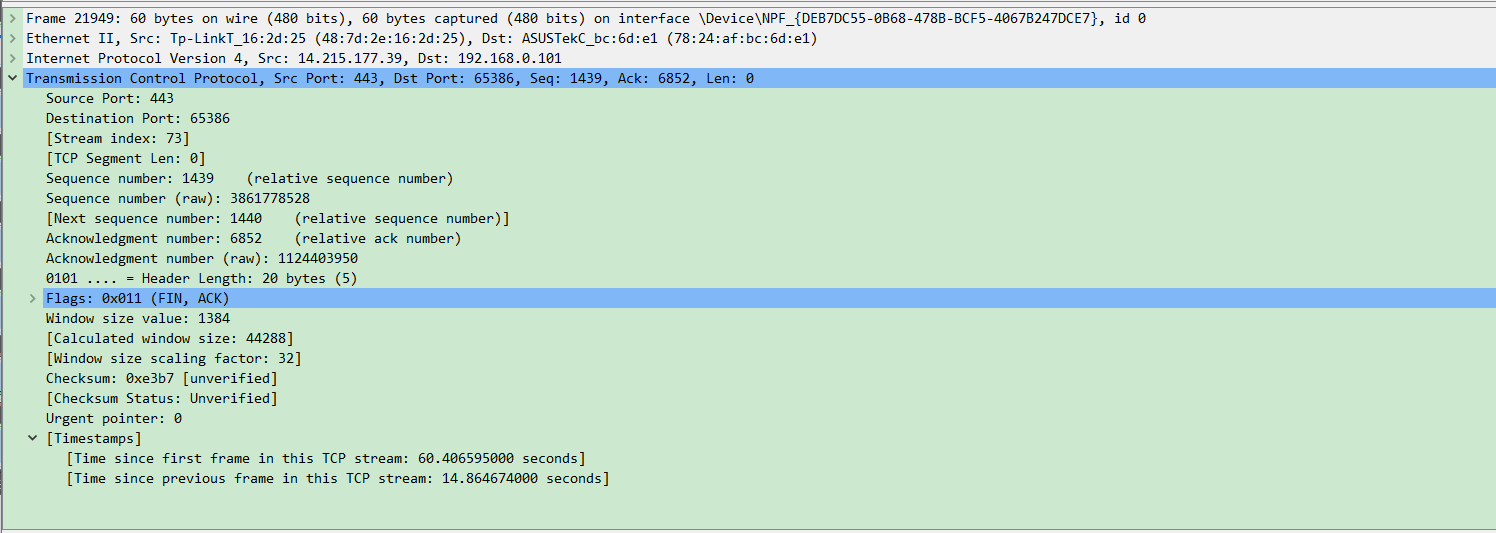 Frame 21949: 60 bytes on wire (480 bits), 60 bytes captured (480 bits) on interface \Device\NPF_{DEB7DC55-0B68-478B-BCF5-4067B247DCE7}, id 0
Ethernet II, Src: Tp-LinkT_16:2d:25 (48:7d:2e:16:2d:25), Dst: ASUSTekC_bc:6d:e1 (78:24:af:bc:6d:e1)
Internet Protocol Version 4, Src: 14.215.177.39, Dst: 192.168.0.101
Transmission Control Protocol, Src Port: 443, Dst Port: 65386, Seq: 1439, Ack: 6852, Len: 0
Source Port: 443
Destination Port: 65386
[Stream index: 73]
[TCP Segment Len: 0]
Sequence number: 1439    (relative sequence number)
Sequence number (raw): 3861778528
[Next sequence number: 1440    (relative sequence number)]
Acknowledgment number: 6852    (relative ack number)
Acknowledgment number (raw): 1124403950
0101 .... = Header Length: 20 bytes (5)
Flags: 0x011 (FIN, ACK)
Window size value: 1384
[Calculated window size: 44288]
[Window size scaling factor: 32]
Checksum: 0xe3b7 [unverified]
[Checksum Status: Unverified]
Urgent pointer: 0
[Timestamps]
[Time since first frame in this TCP stream: 60.406595000 seconds]
[Time since previous frame in this TCP stream: 14.864674000 seconds]